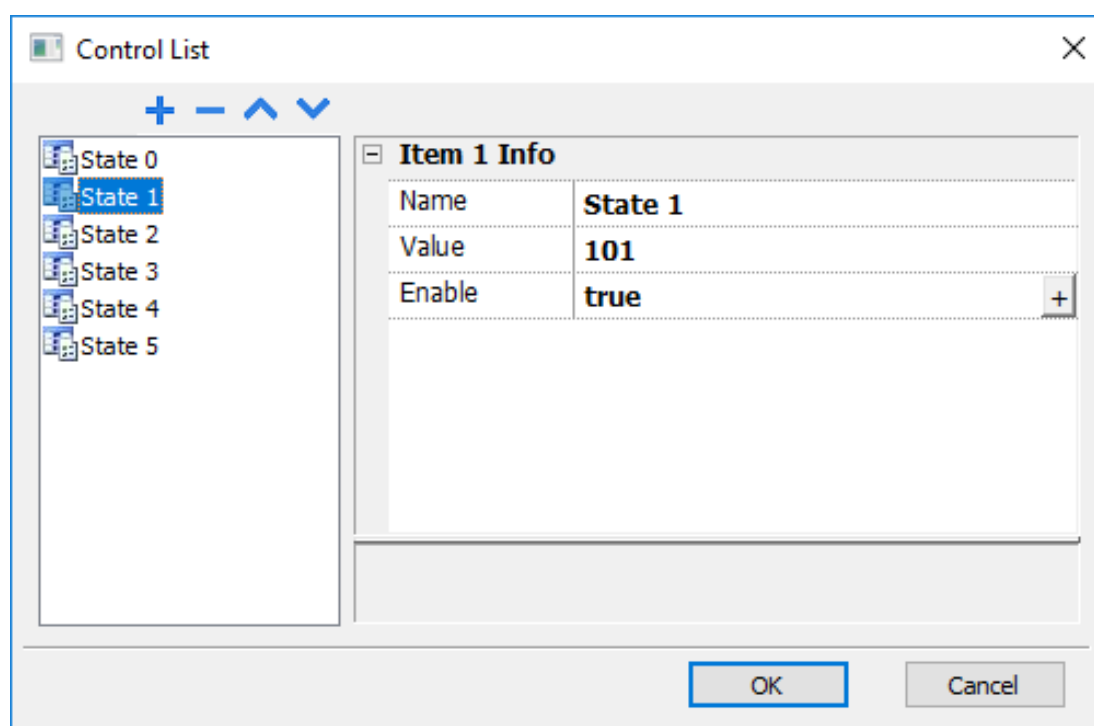 Control List
State 0
State 1
State 2
State 3
State 4
State 5
Item 1 Info
Name State 1
Value 101
Enable true +
OK Cancel